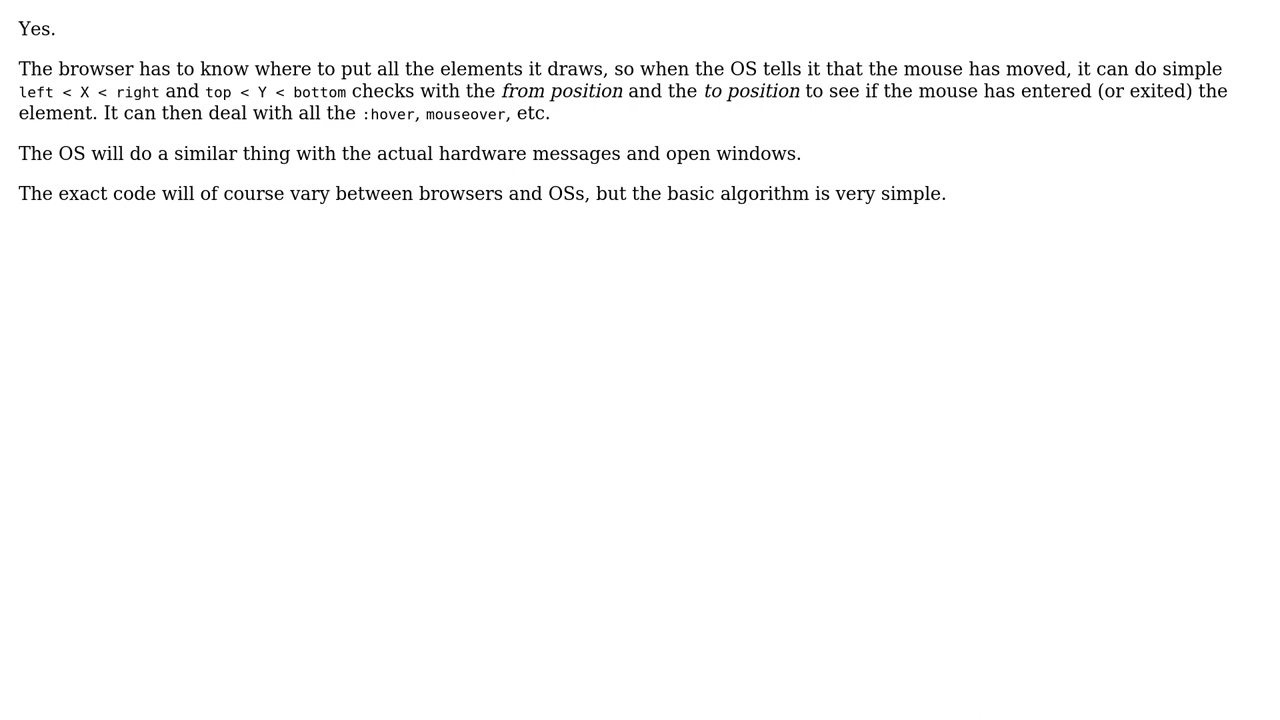 Yes.
The browser has to know where to put all the elements it draws, so when the OS tells it that the mouse has moved, it can do simple
left < X < right and top < Y < bottom checks with the from position and the to position to see if the mouse has entered (or exited) the
element. It can then deal with all the :hover, mouseover, etc.
The OS will do a similar thing with the actual hardware messages and open windows.
The exact code will of course vary between browsers and OSs, but the basic algorithm is very simple.